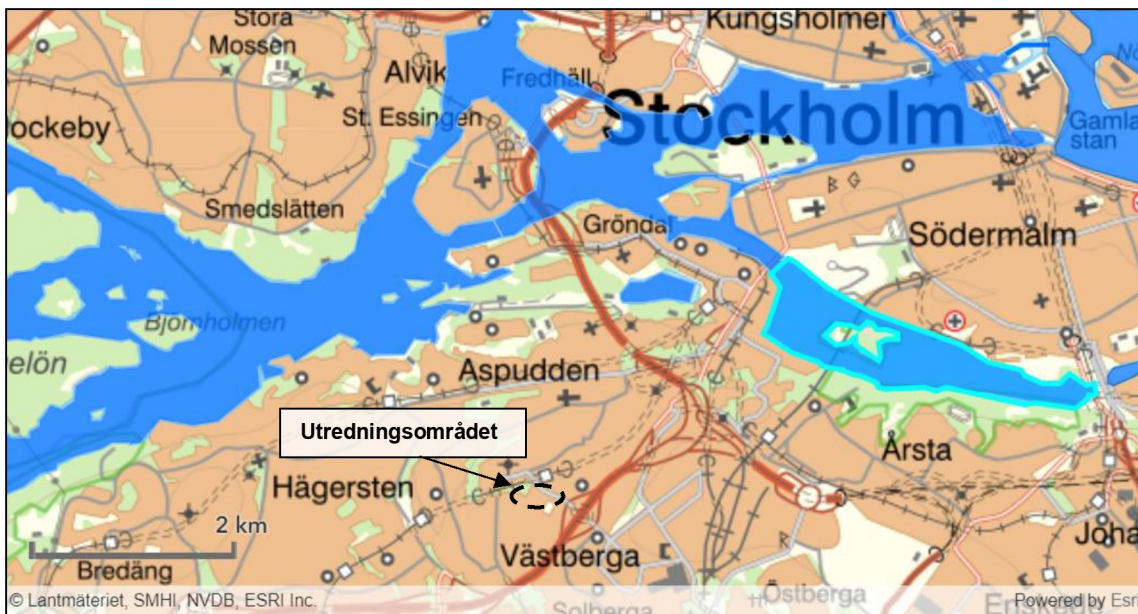 Stora
Mossen
Kungsholmen
Alvik
Fredhäll
St. Essingen
Stockholm
ockeby
Gamla
stan
Smedslätten
Gröndal
Södermalm
Björnholmen
elön
Aspudden
Utredningsområdet
Årsta
Hägersten
2 km
Västberga
Joha
Bredäng
Östberga
Solberga
© Lantmäteriet, SMHI, NVDB, ESRI Inc.
Powered by Esri